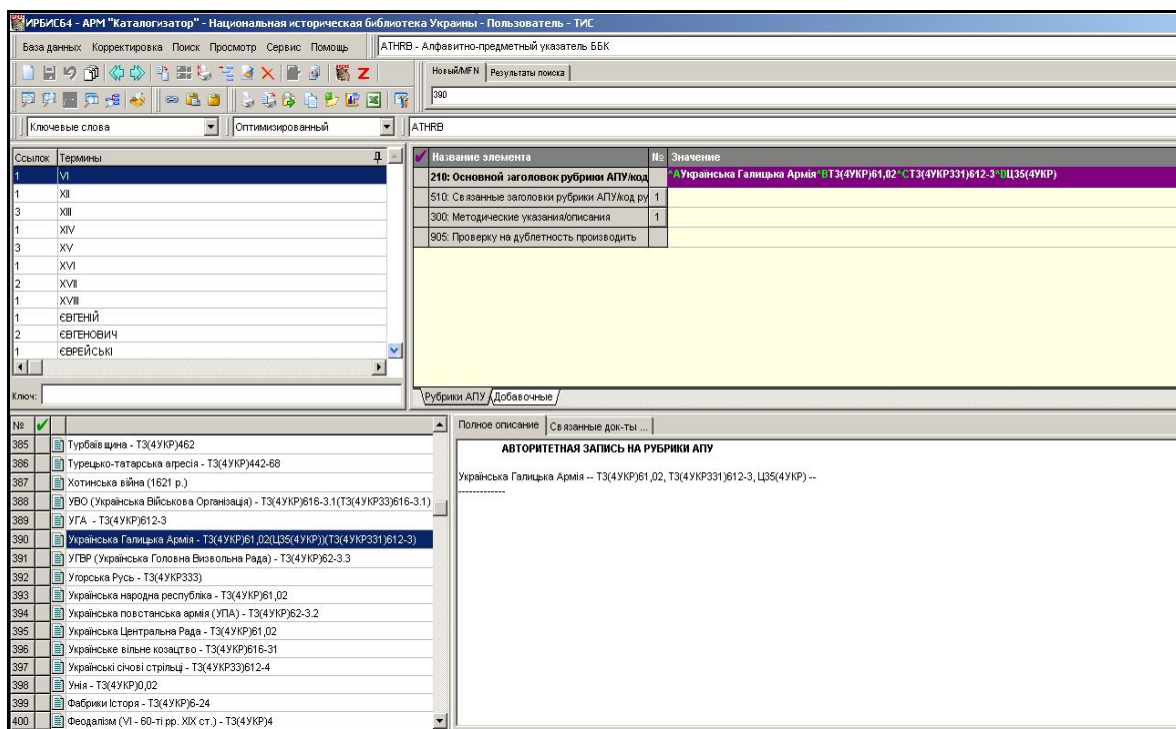 ИРБИС64 - АРМ "Каталогизатор" - Национальная историческая библиотека Украины - Пользователь - ТИС
База данных Корректировка Поиск Просмотр Сервис Помощь
ATHRB - Алфавитно-предметный указатель ББК
Новый/MFN Результаты поиска
390
Ключевые слова Оптимизированный ATHRB
Ссылок Термины
1 VI
1 XII
3 XIII
1 XIV
3 XV
1 XVI
2 XVII
1 XVIII
1 ЄВГЕНІЙ
2 ЄВГЕНОВИЧ
1 ЄВРЕЙСЬКІ
Ключ:
Название элемента № Значение
210: Основной заголовок рубрики АПУ/код ^AУкраїнська Галицька Армія^BТ3(4УКР)61,02^CТ3(4УКР331)612-3^DЦ35(4УКР)
510: Связанные заголовки рубрики АПУ/код ру 1
300: Методические указания/описания 1
905: Проверку на дублетность производить
Рубрики АПУ Добавочные
№
385 Турбаївщина - Т3(4УКР)462
386 Турецько-татарська агресія - Т3(4УКР)442-68
387 Хотинська війна (1621 р.)
388 УВО (Українська Військова Організація) - Т3(4УКР)616-3.1(Т3(4УКР33)616-3.1)
389 УГА - Т3(4УКР)612-3
390 Українська Галицька Армія - Т3(4УКР)61,02(Ц35(4УКР))(Т3(4УКР331)612-3)
391 УГВР (Українська Головна Визвольна Рада) - Т3(4УКР)62-3.3
392 Угорська Русь - Т3(4УКР333)
393 Українська народна республіка - Т3(4УКР)61,02
394 Українська повстанська армія (УПА) - Т3(4УКР)62-3.2
395 Українська Центральна Рада - Т3(4УКР)61,02
396 Українське вільне козацтво - Т3(4УКР)616-31
397 Українські січові стрільці - Т3(4УКР33)612-4
398 Унія - Т3(4УКР)0,02
399 Фабрики Історя - Т3(4УКР)6-24
400 Феодалізм (VI - 60-ті рр. XIX ст.) - Т3(4УКР)4
Полное описание Связанные док-ты ...
АВТОРИТЕТНАЯ ЗАПИСЬ НА РУБРИКИ АПУ
Українська Галицька Армія -- Т3(4УКР)61,02, Т3(4УКР331)612-3, Ц35(4УКР) --
-------------